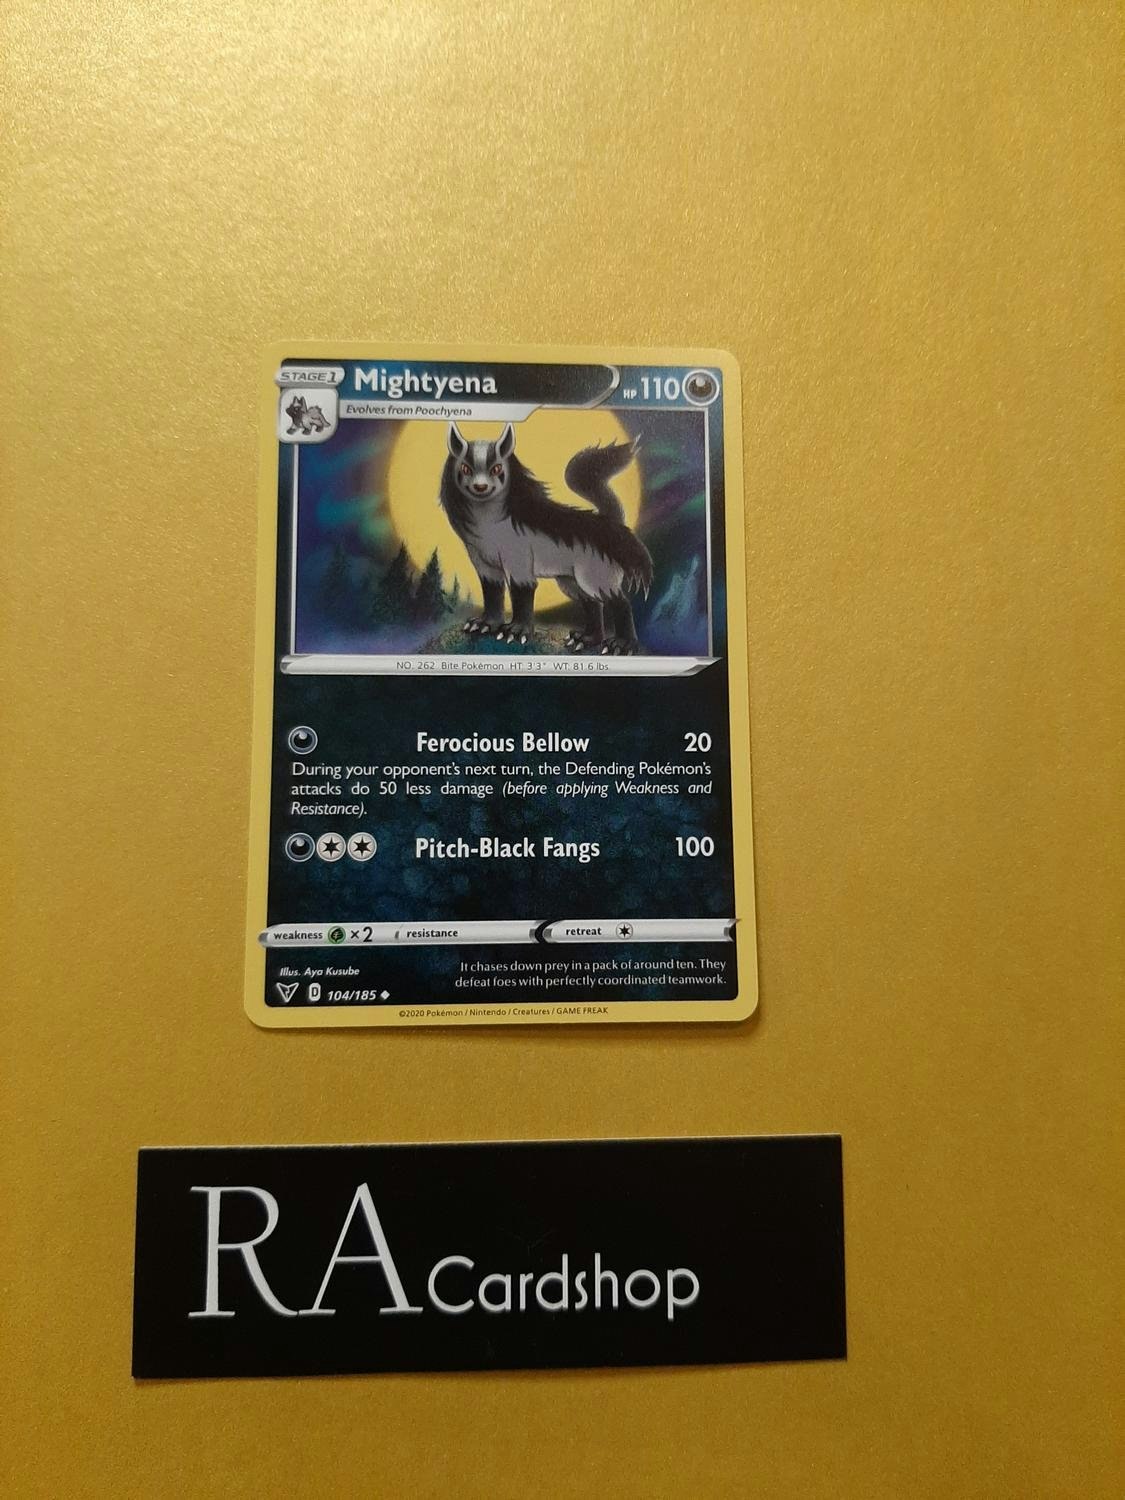 STAGE 1 Mightyena HP 110
Evolves from Poochyena
NO. 262 Bite Pokémon HT: 3'3" WT: 81.6 lbs.
Ferocious Bellow 20
During your opponent's next turn, the Defending Pokémon's
attacks do 50 less damage (before applying Weakness and
Resistance).
Pitch-Black Fangs 100
weakness ×2 resistance retreat
Illus. Aya Kusube
It chases down prey in a pack of around ten. They
defeat foes with perfectly coordinated teamwork.
D 104/185
©2020 Pokémon / Nintendo / Creatures / GAME FREAK
RA Cardshop